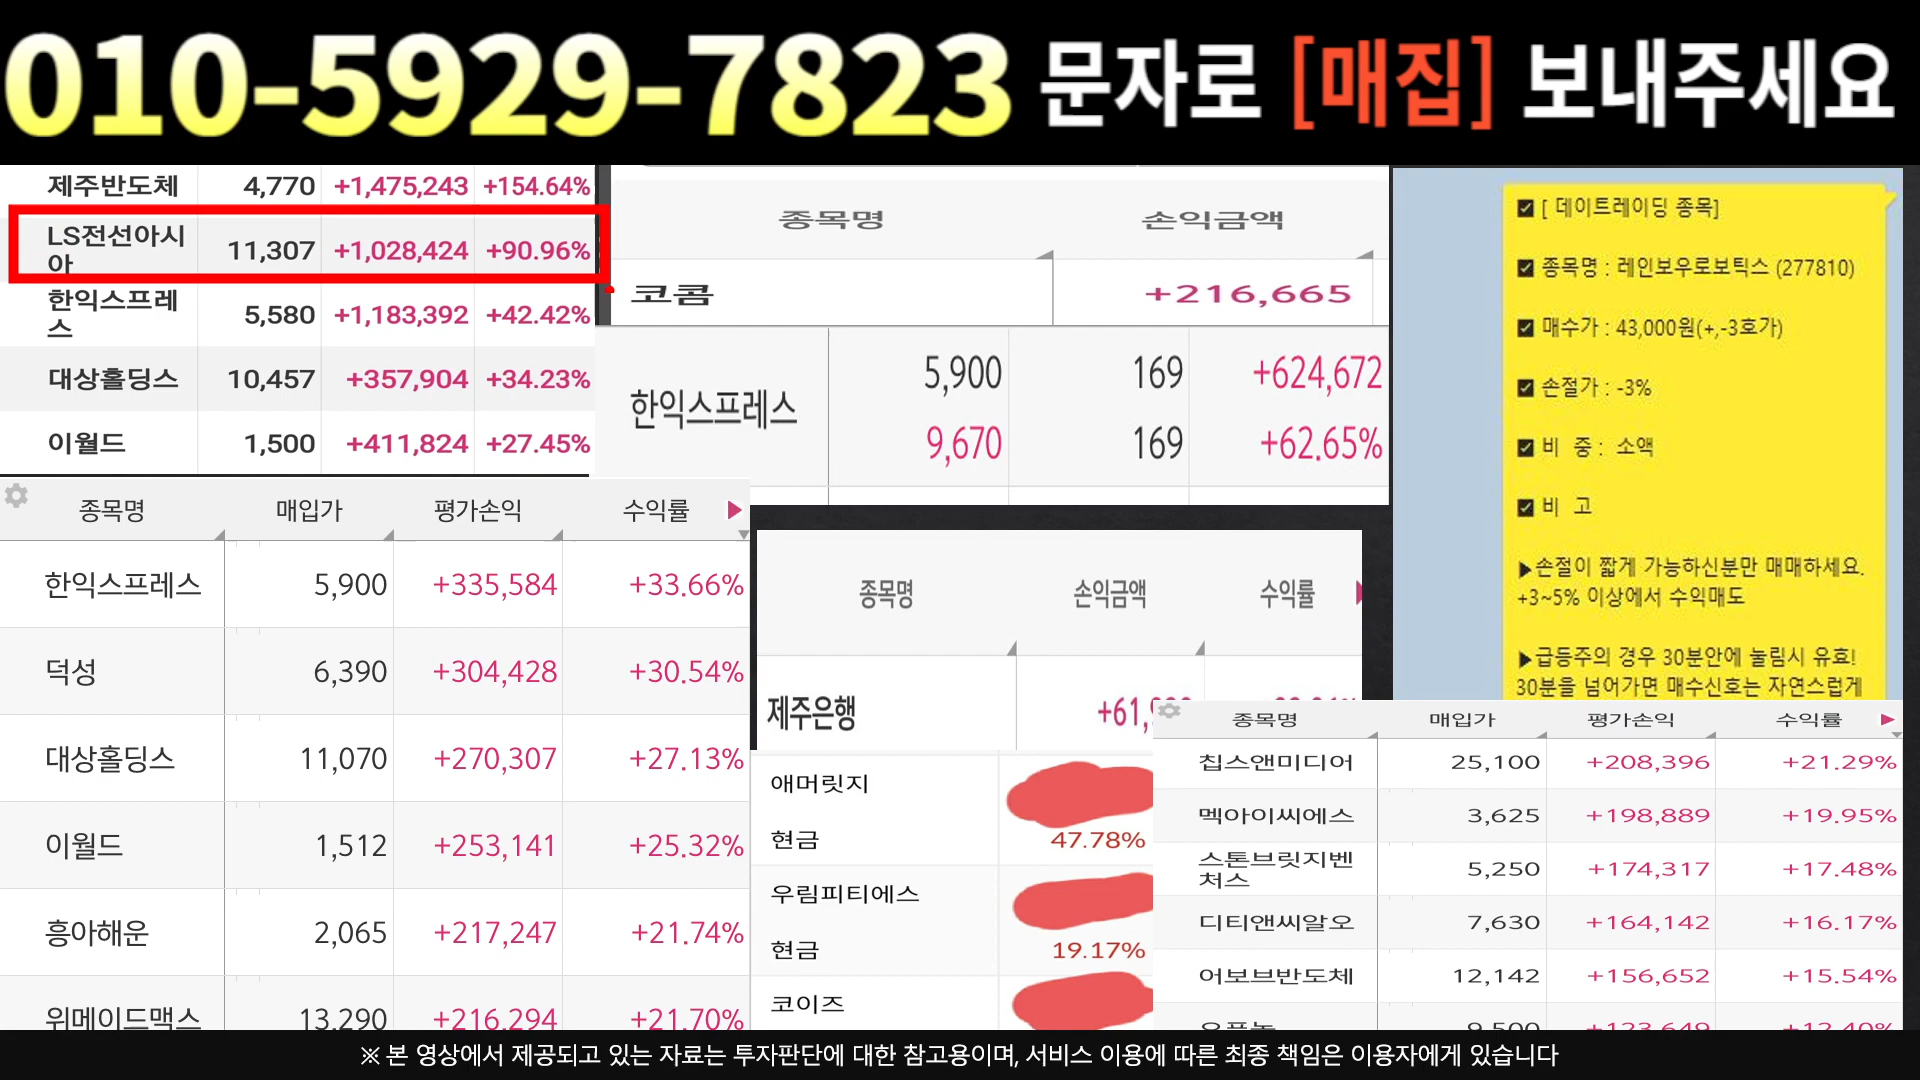 010-5929-7823 문자로 [매집] 보내주세요
제주반도체 4,770 +1,475,243 +154.64%
LS전선아시아 11,307 +1,028,424 +90.96%
한익스프레스 5,580 +1,183,392 +42.42%
대상홀딩스 10,457 +357,904 +34.23%
이월드 1,500 +411,824 +27.45%
종목명 손익금액
코콤 +216,665
한익스프레스 5,900 169 +624,672
9,670 169 +62.65%
☑ [ 데이트레이딩 종목]
☑ 종목명 : 레인보우로보틱스 (277810)
☑ 매수가 : 43,000원(+,-3호가)
☑ 손절가 : -3%
☑ 비 중 : 소액
☑ 비 고
▶손절이 짧게 가능하신분만 매매하세요.
+3~5% 이상에서 수익매도
▶급등주의 경우 30분안에 눌림시 유효!
30분을 넘어가면 매수신호는 자연스럽게
종목명 매입가 평가손익 수익률
한익스프레스 5,900 +335,584 +33.66%
덕성 6,390 +304,428 +30.54%
대상홀딩스 11,070 +270,307 +27.13%
이월드 1,512 +253,141 +25.32%
흥아해운 2,065 +217,247 +21.74%
위메이드맥스 13,290 +216,294 +21.70%
종목명 손익금액 수익률
제주은행 +61,
애머릿지
현금 47.78%
우림피티에스
현금 19.17%
코이즈
종목명 매입가 평가손익 수익률
칩스앤미디어 25,100 +208,396 +21.29%
멕아이씨에스 3,625 +198,889 +19.95%
스톤브릿지벤처스 5,250 +174,317 +17.48%
디티앤씨알오 7,630 +164,142 +16.17%
어보브반도체 12,142 +156,652 +15.54%
9,500 +123,649 +12.40%
※ 본 영상에서 제공되고 있는 자료는 투자판단에 대한 참고용이며, 서비스 이용에 따른 최종 책임은 이용자에게 있습니다